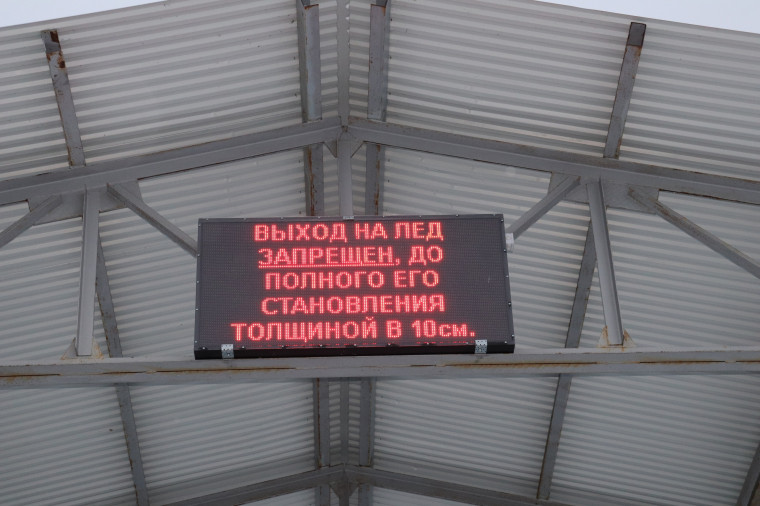 ВЫХОД НА ЛЕД
ЗАПРЕЩЕН, ДО
ПОЛНОГО ЕГО
СТАНОВЛЕНИЯ
ТОЛЩИНОЙ В 10см.